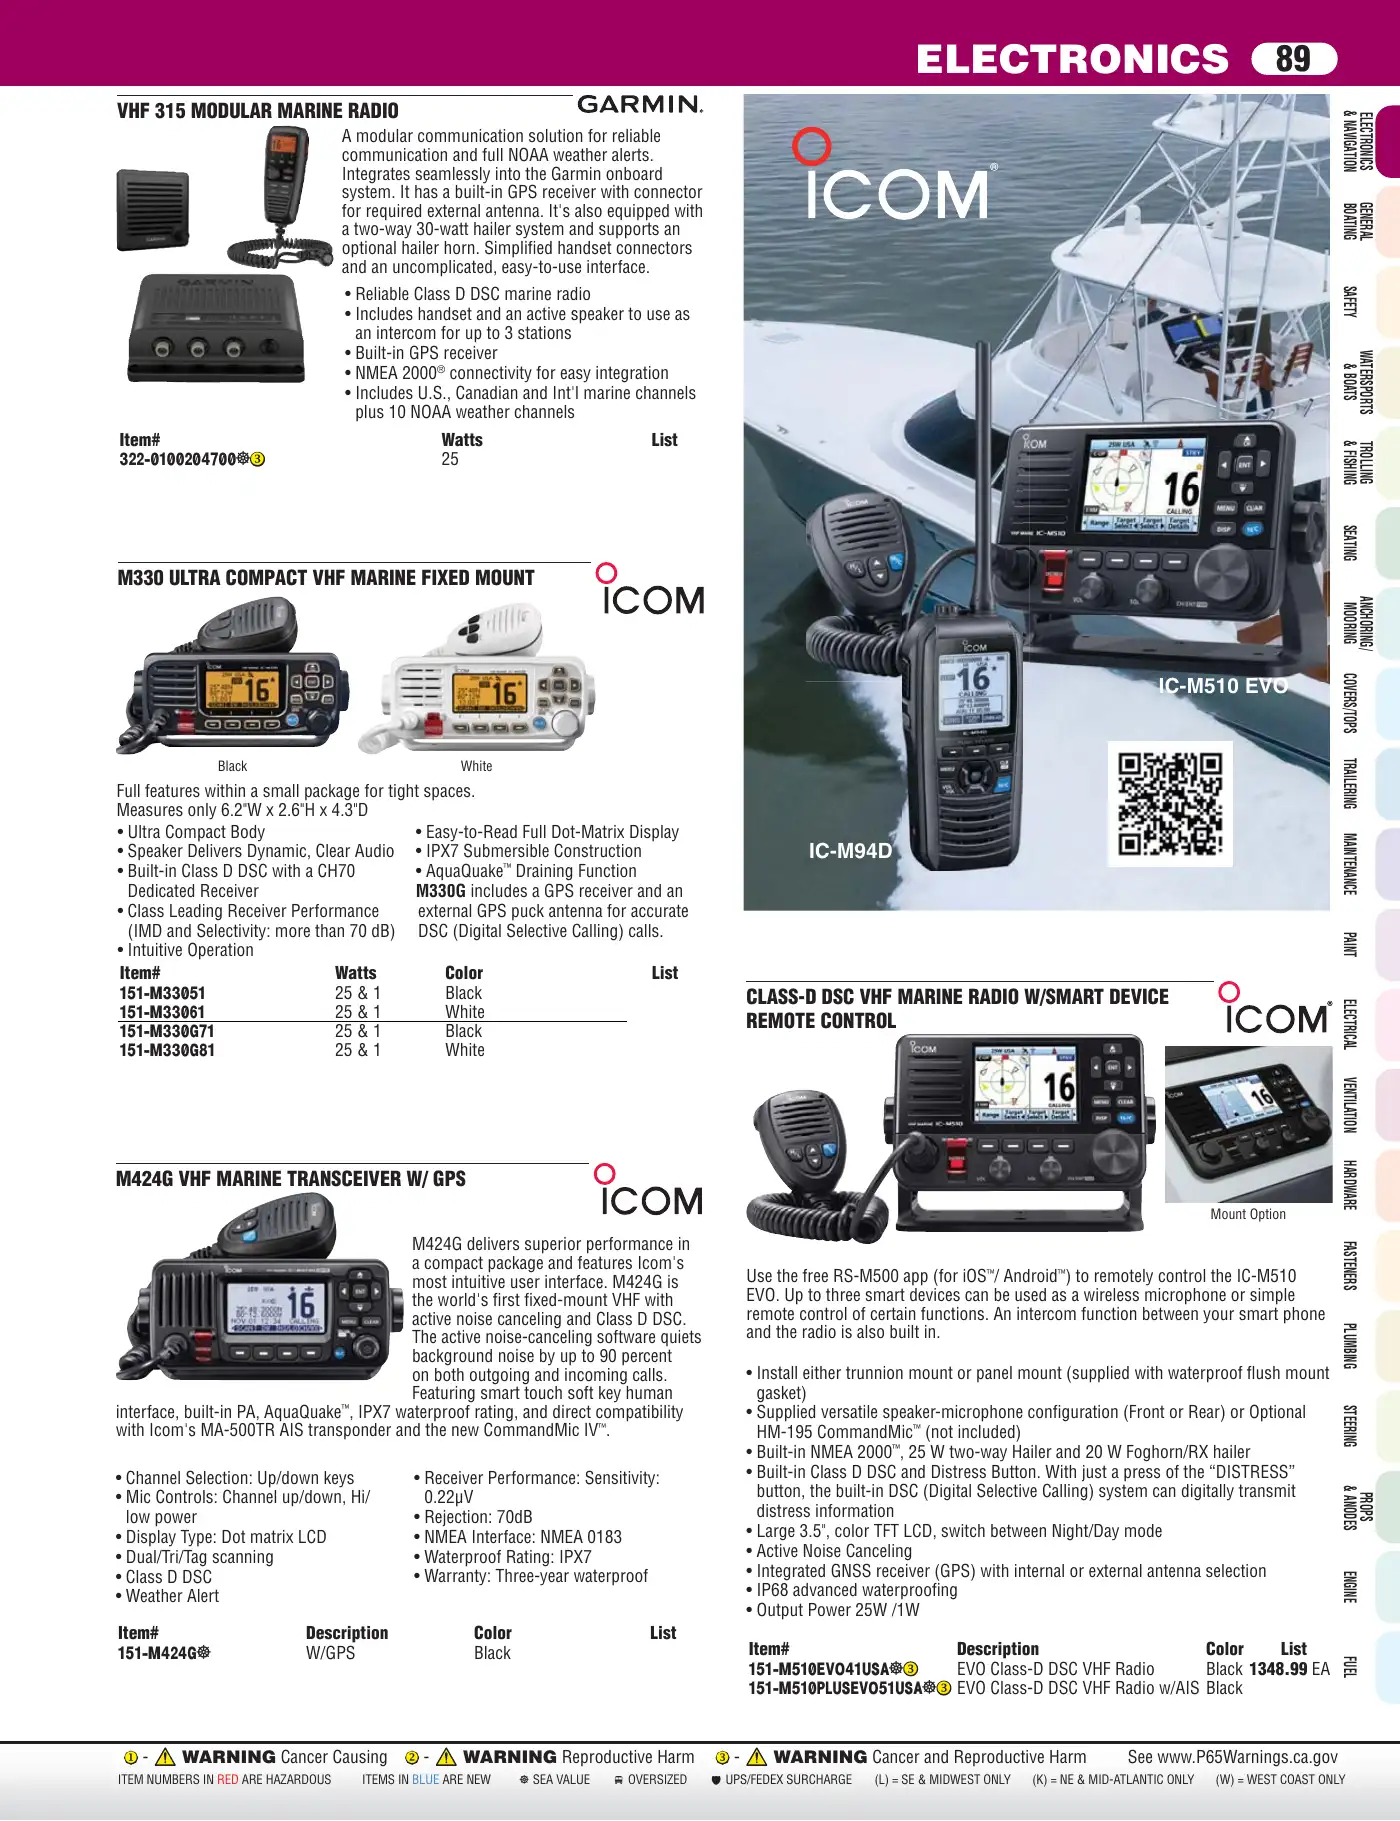 ELECTRONICS 89
VHF 315 MODULAR MARINE RADIO
GARMIN.
A modular communication solution for reliable
communication and full NOAA weather alerts.
Integrates seamlessly into the Garmin onboard
system. It has a built-in GPS receiver with connector
for required external antenna. It's also equipped with
a two-way 30-watt hailer system and supports an
optional hailer horn. Simplified handset connectors
and an uncomplicated, easy-to-use interface.
• Reliable Class D DSC marine radio
• Includes handset and an active speaker to use as
an intercom for up to 3 stations
• Built-in GPS receiver
• NMEA 2000® connectivity for easy integration
• Includes U.S., Canadian and Int'l marine channels
plus 10 NOAA weather channels
Item# Watts List
322-0100204700 3 25
M330 ULTRA COMPACT VHF MARINE FIXED MOUNT
ICOM
Black White
Full features within a small package for tight spaces.
Measures only 6.2"W x 2.6"H x 4.3"D
• Ultra Compact Body
• Speaker Delivers Dynamic, Clear Audio
• Built-in Class D DSC with a CH70
Dedicated Receiver
• Class Leading Receiver Performance
(IMD and Selectivity: more than 70 dB)
• Intuitive Operation
• Easy-to-Read Full Dot-Matrix Display
• IPX7 Submersible Construction
• AquaQuake™ Draining Function
M330G includes a GPS receiver and an
external GPS puck antenna for accurate
DSC (Digital Selective Calling) calls.
Item# Watts Color List
151-M33051 25 & 1 Black
151-M33061 25 & 1 White
151-M330G71 25 & 1 Black
151-M330G81 25 & 1 White
M424G VHF MARINE TRANSCEIVER W/ GPS
ICOM
M424G delivers superior performance in
a compact package and features Icom's
most intuitive user interface. M424G is
the world's first fixed-mount VHF with
active noise canceling and Class D DSC.
The active noise-canceling software quiets
background noise by up to 90 percent
on both outgoing and incoming calls.
Featuring smart touch soft key human
interface, built-in PA, AquaQuake™, IPX7 waterproof rating, and direct compatibility
with Icom's MA-500TR AIS transponder and the new CommandMic IV™.
• Channel Selection: Up/down keys
• Mic Controls: Channel up/down, Hi/
low power
• Display Type: Dot matrix LCD
• Dual/Tri/Tag scanning
• Class D DSC
• Weather Alert
• Receiver Performance: Sensitivity:
0.22µV
• Rejection: 70dB
• NMEA Interface: NMEA 0183
• Waterproof Rating: IPX7
• Warranty: Three-year waterproof
Item# Description Color List
151-M424G W/GPS Black
ICOM®
IC-M510 EVO
IC-M94D
CLASS-D DSC VHF MARINE RADIO W/SMART DEVICE
REMOTE CONTROL
ICOM®
Mount Option
Use the free RS-M500 app (for iOS™/ Android™) to remotely control the IC-M510
EVO. Up to three smart devices can be used as a wireless microphone or simple
remote control of certain functions. An intercom function between your smart phone
and the radio is also built in.
• Install either trunnion mount or panel mount (supplied with waterproof flush mount
gasket)
• Supplied versatile speaker-microphone configuration (Front or Rear) or Optional
HM-195 CommandMic™ (not included)
• Built-in NMEA 2000™, 25 W two-way Hailer and 20 W Foghorn/RX hailer
• Built-in Class D DSC and Distress Button. With just a press of the “DISTRESS”
button, the built-in DSC (Digital Selective Calling) system can digitally transmit
distress information
• Large 3.5", color TFT LCD, switch between Night/Day mode
• Active Noise Canceling
• Integrated GNSS receiver (GPS) with internal or external antenna selection
• IP68 advanced waterproofing
• Output Power 25W /1W
Item# Description Color List
151-M510EVO41USA 3 EVO Class-D DSC VHF Radio Black 1348.99 EA
151-M510PLUSEVO51USA 3 EVO Class-D DSC VHF Radio w/AIS Black
ELECTRONICS
& NAVIGATION
GENERAL
BOATING
SAFETY
WATERSPORTS
& BOATS
TROLLING
& FISHING
SEATING
ANCHORING/
MOORING
COVERS/TOPS
TRAILERING
MAINTENANCE
PAINT
ELECTRICAL
VENTILATION
HARDWARE
FASTENERS
PLUMBING
STEERING
PROPS
& ANODES
ENGINE
FUEL
1 - WARNING Cancer Causing 2 - WARNING Reproductive Harm 3 - WARNING Cancer and Reproductive Harm See www.P65Warnings.ca.gov
ITEM NUMBERS IN RED ARE HAZARDOUS ITEMS IN BLUE ARE NEW SEA VALUE OVERSIZED UPS/FEDEX SURCHARGE (L) = SE & MIDWEST ONLY (K) = NE & MID-ATLANTIC ONLY (W) = WEST COAST ONLY